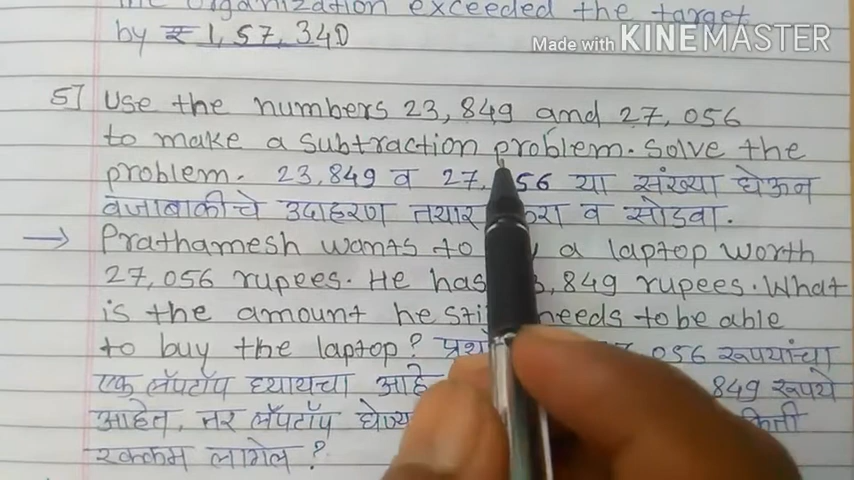 organization exceeded the target
by ₹ 1,57,340
Made with KINEMASTER
5] Use the numbers 23,849 and 27,056
to make a subtraction problem. Solve the
problem. 23,849 व 27, 56 या संख्या घेऊन
वजाबाकीचे उदाहरण तयार व सोडवा.
→ Prathamesh wants to a laptop worth
27,056 rupees. He has ,849 rupees. What
is the amount he needs to be able
to buy the laptop? 056 रूपयांचा
एक लॅपटॉप घ्यायचा आहे 849 रूपये
आहेत, तर लॅपटॉप
रक्कम लागेल?